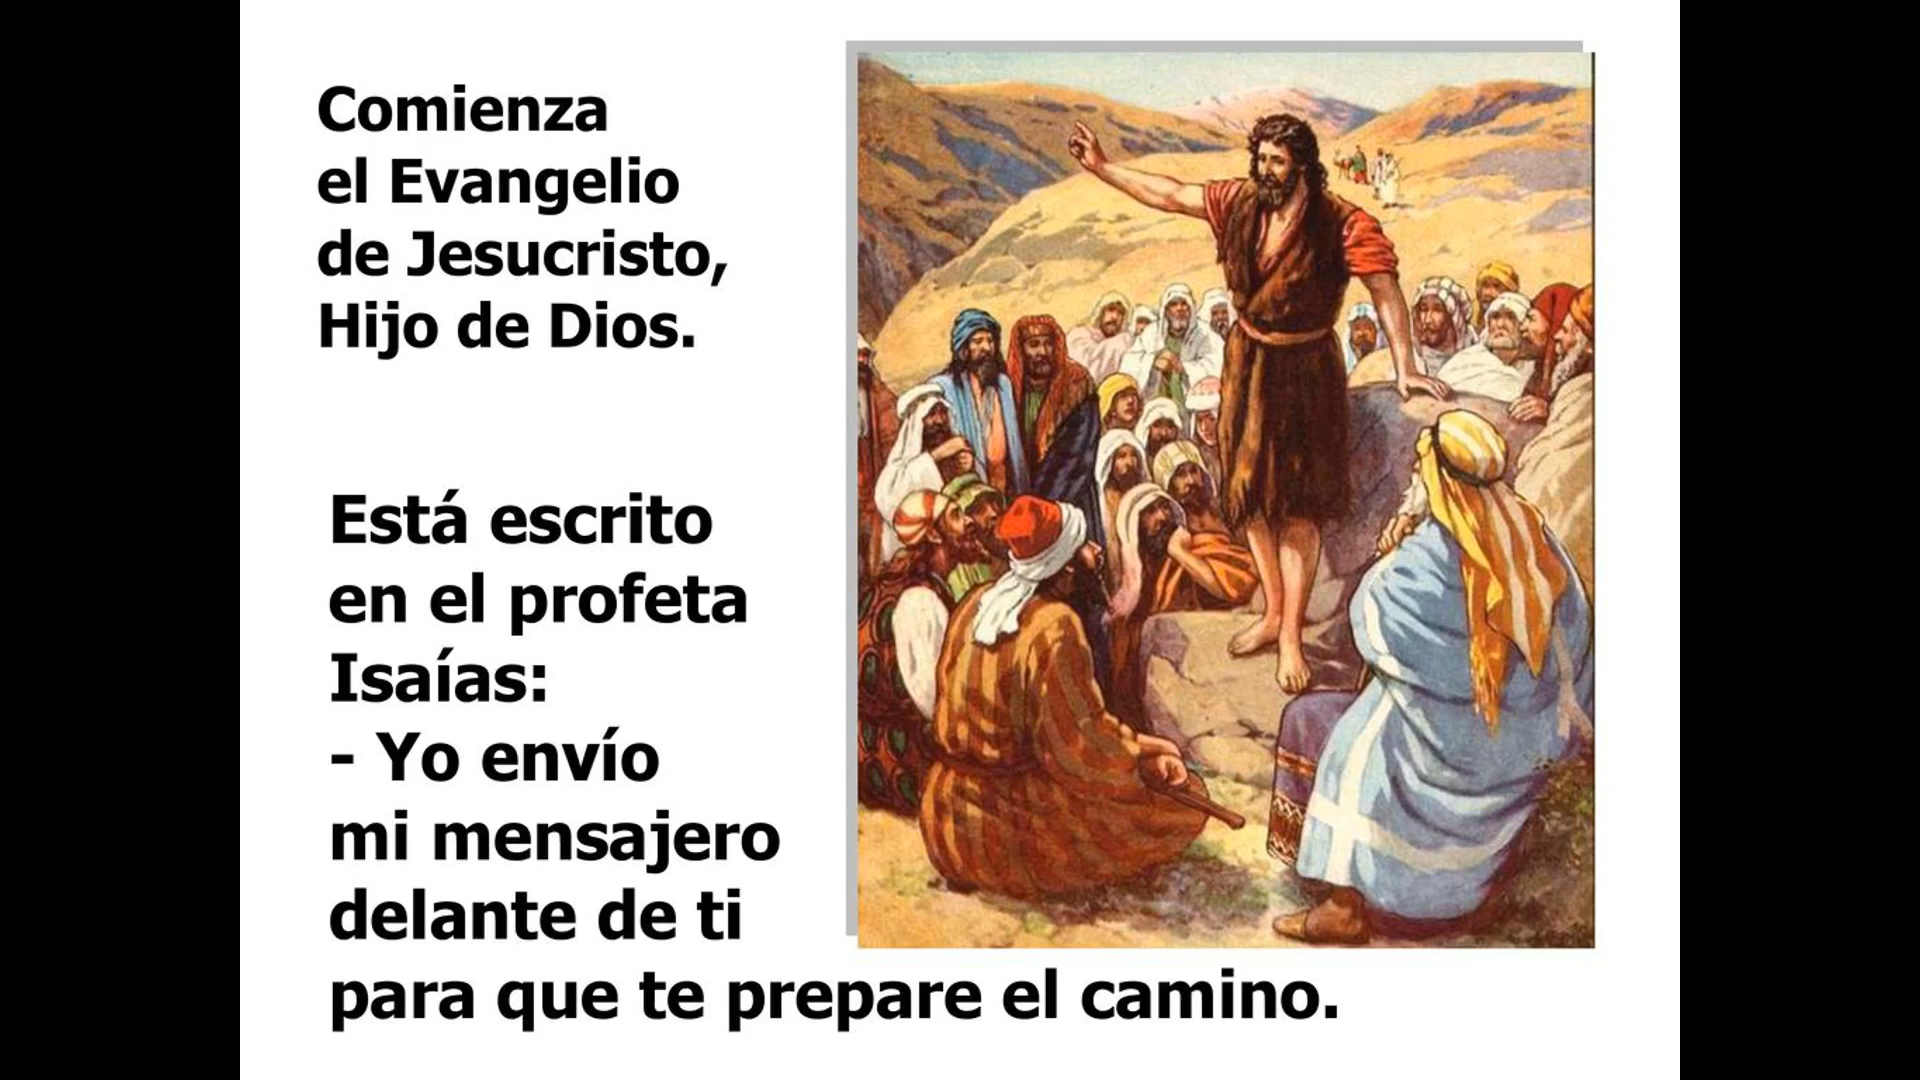 Comienza
el Evangelio
de Jesucristo,
Hijo de Dios.
Está escrito
en el profeta
Isaías:
- Yo envío
mi mensajero
delante de ti
para que te prepare el camino.